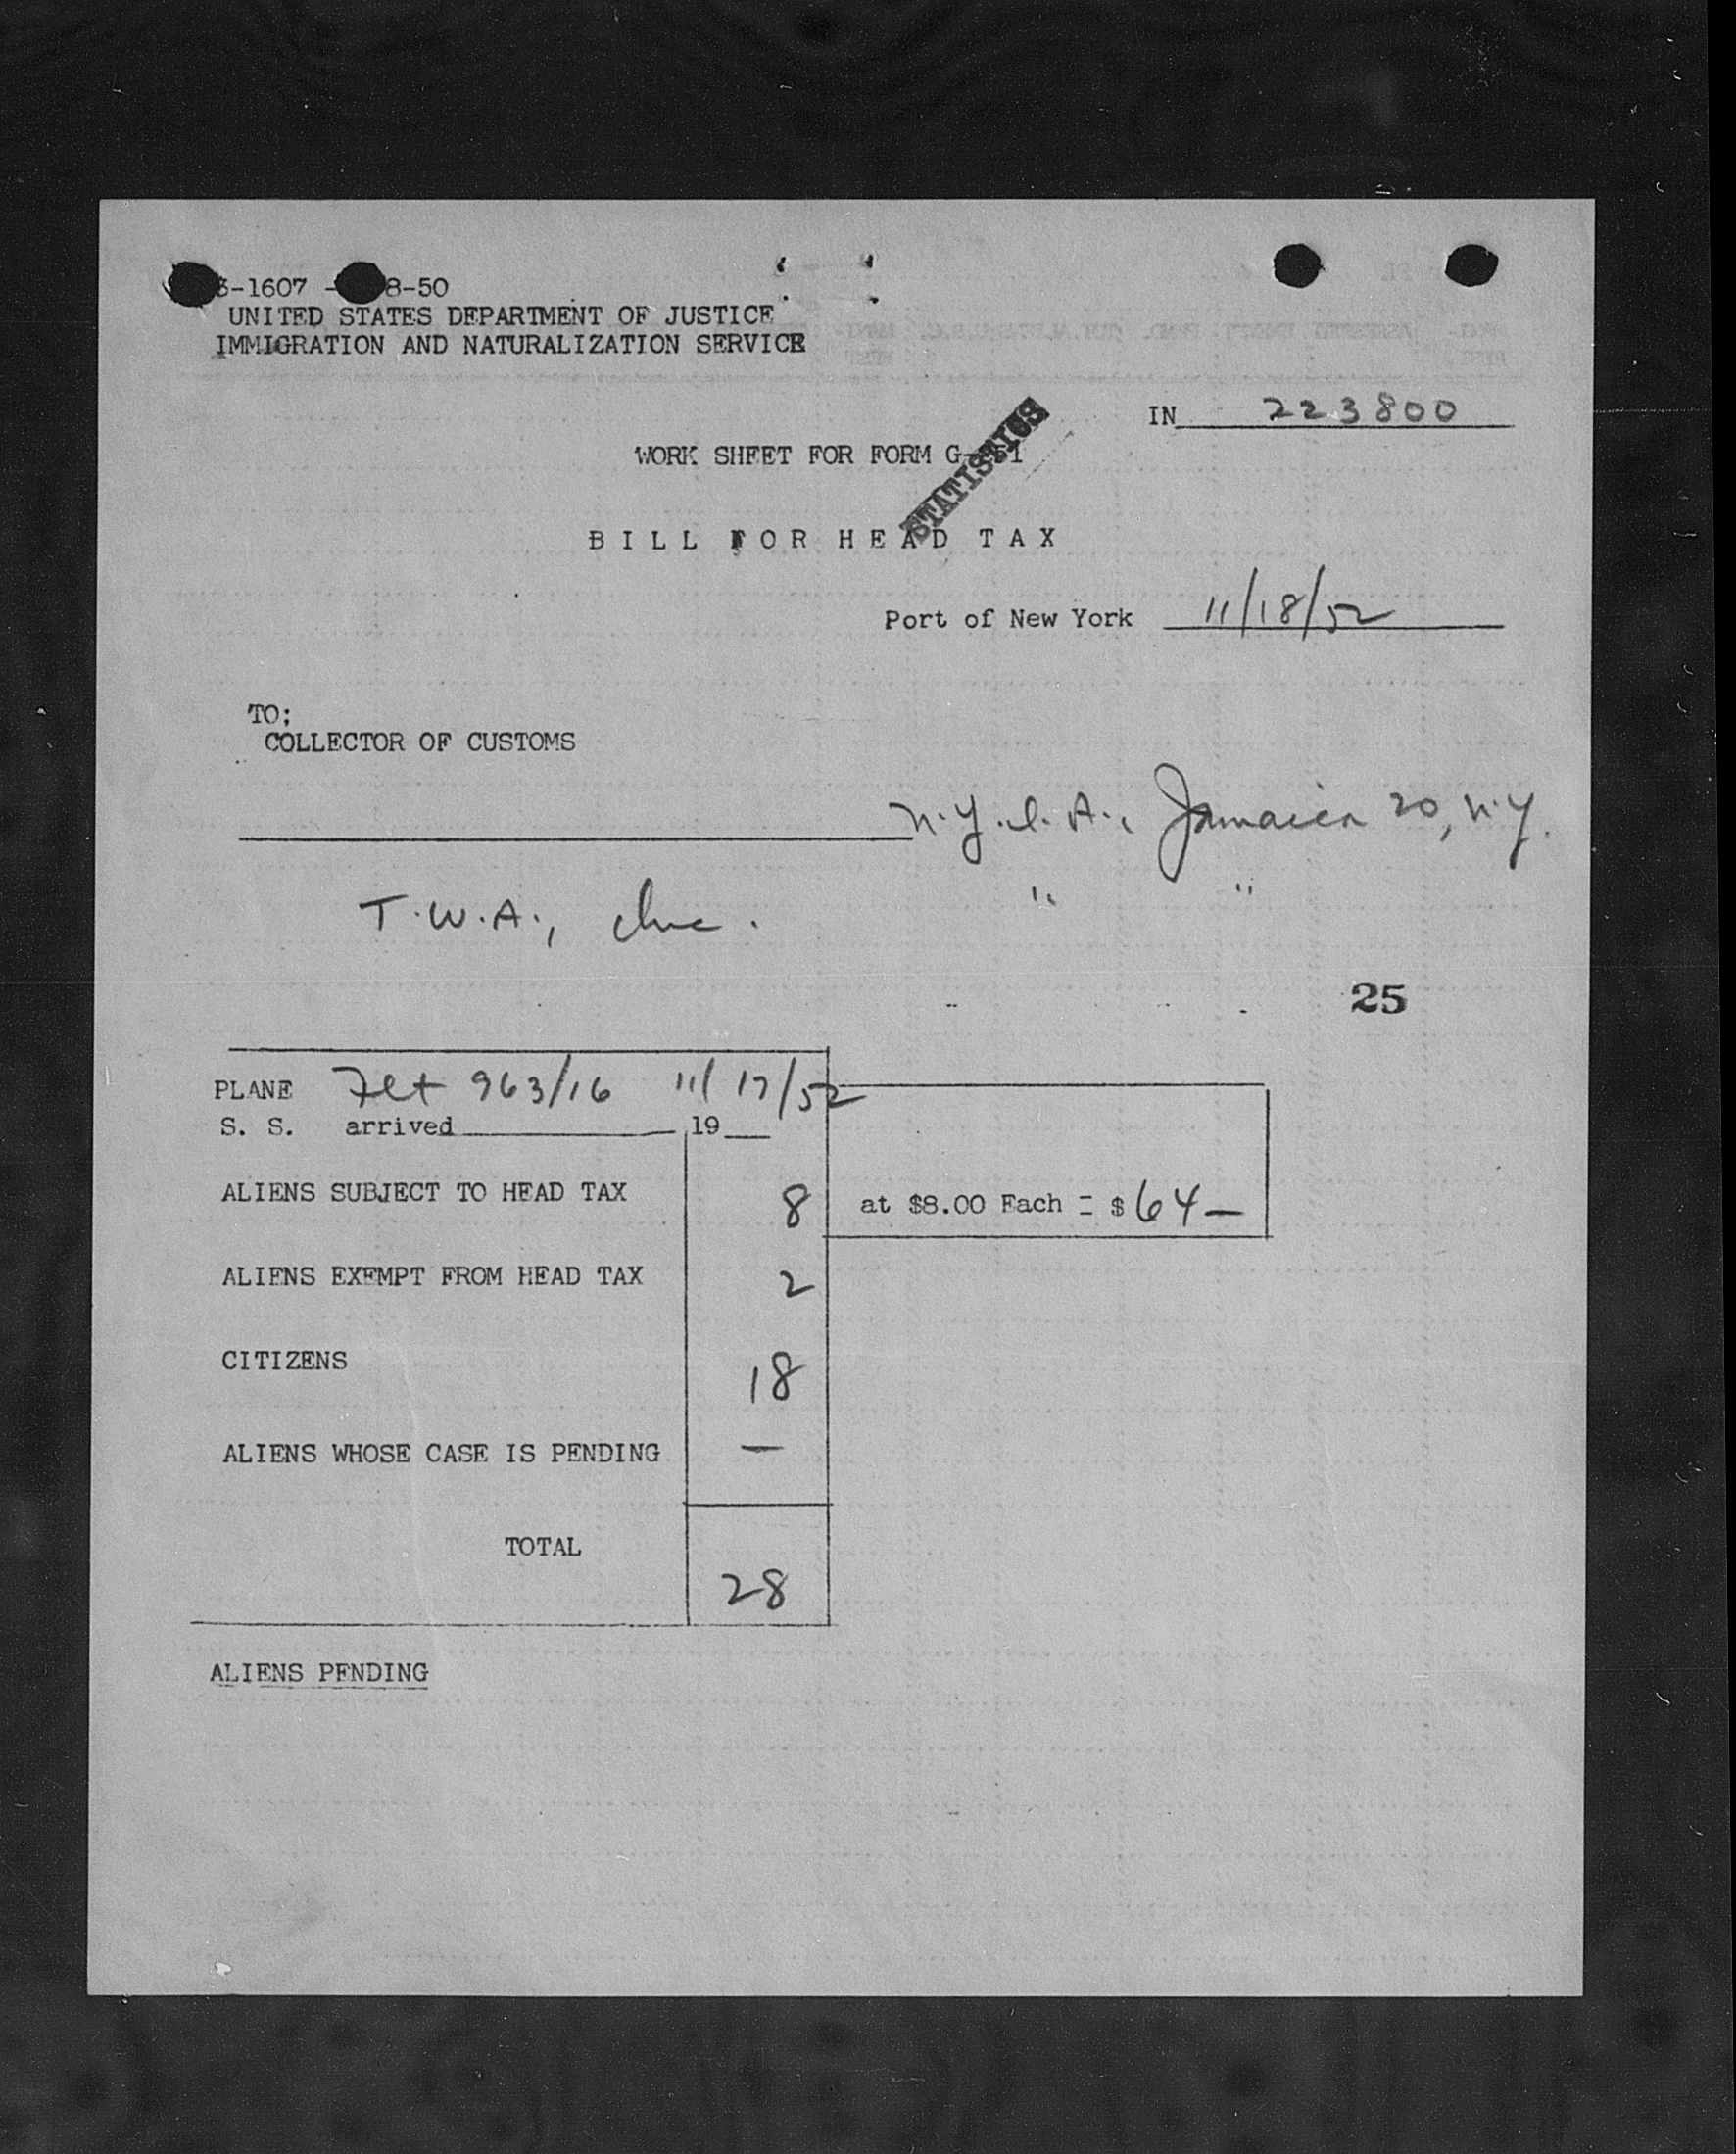 -1607 - 8-50
UNITED STATES DEPARTMENT OF JUSTICE
IMMIGRATION AND NATURALIZATION SERVICE
IN 223800
WORK SHEET FOR FORM
STATISTICS
BILL FOR HEAD TAX
Port of New York 11/18/52
TO:
COLLECTOR OF CUSTOMS
N.Y.I.A., Jamaica 20, N.Y.
T.W.A., Inc. " "
25
PLANE Flt 963/16 11/17/52
S. S. arrived 19
ALIENS SUBJECT TO HEAD TAX 8 at $8.00 Each = $ 64 –
ALIENS EXEMPT FROM HEAD TAX 2
CITIZENS 18
ALIENS WHOSE CASE IS PENDING –
TOTAL
28
ALIENS PENDING